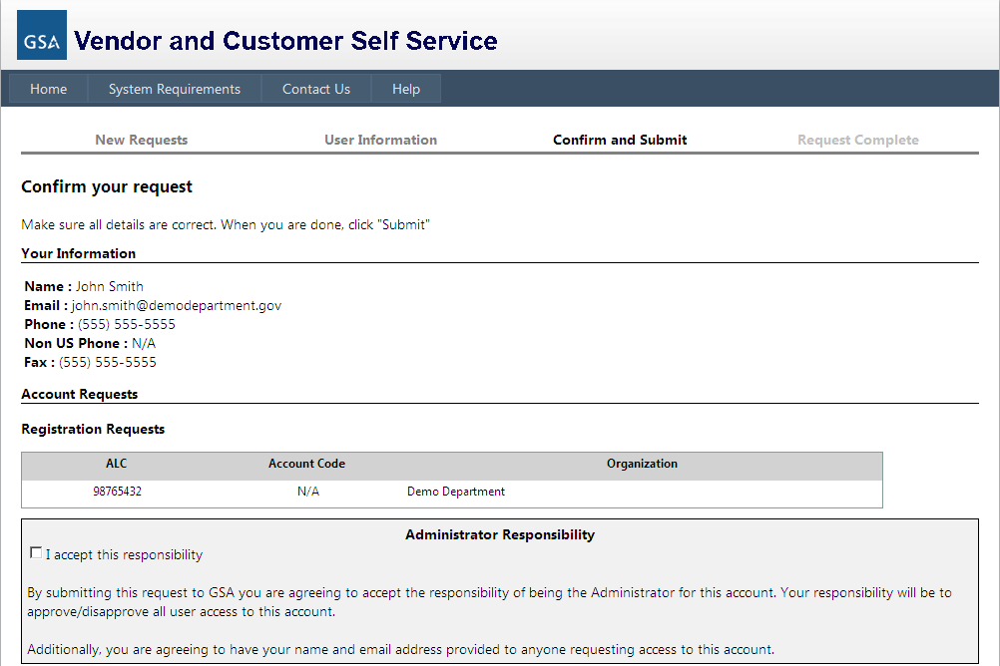 GSA Vendor and Customer Self Service
Home System Requirements Contact Us Help
New Requests User Information Confirm and Submit Request Complete
Confirm your request
Make sure all details are correct. When you are done, click "Submit"
Your Information
Name : John Smith
Email : john.smith@demodepartment.gov
Phone : (555) 555-5555
Non US Phone : N/A
Fax : (555) 555-5555
Account Requests
Registration Requests
ALC Account Code Organization
98765432 N/A Demo Department
Administrator Responsibility
I accept this responsibility
By submitting this request to GSA you are agreeing to accept the responsibility of being the Administrator for this account. Your responsibility will be to
approve/disapprove all user access to this account.
Additionally, you are agreeing to have your name and email address provided to anyone requesting access to this account.